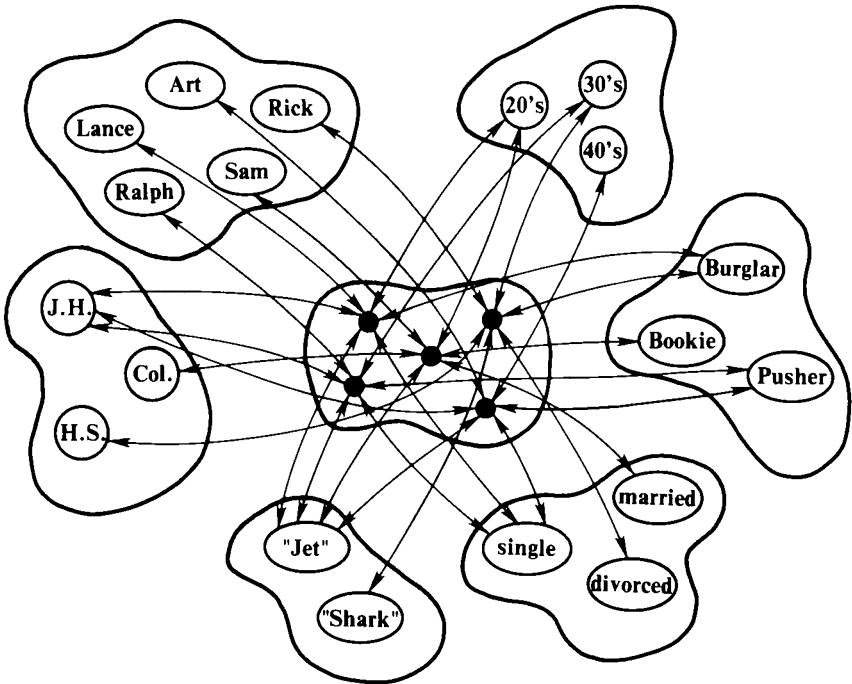 Art
Rick
Lance
Sam
Ralph
20's
30's
40's
J.H.
Col.
H.S.
Burglar
Bookie
Pusher
"Jet"
"Shark"
married
single
divorced